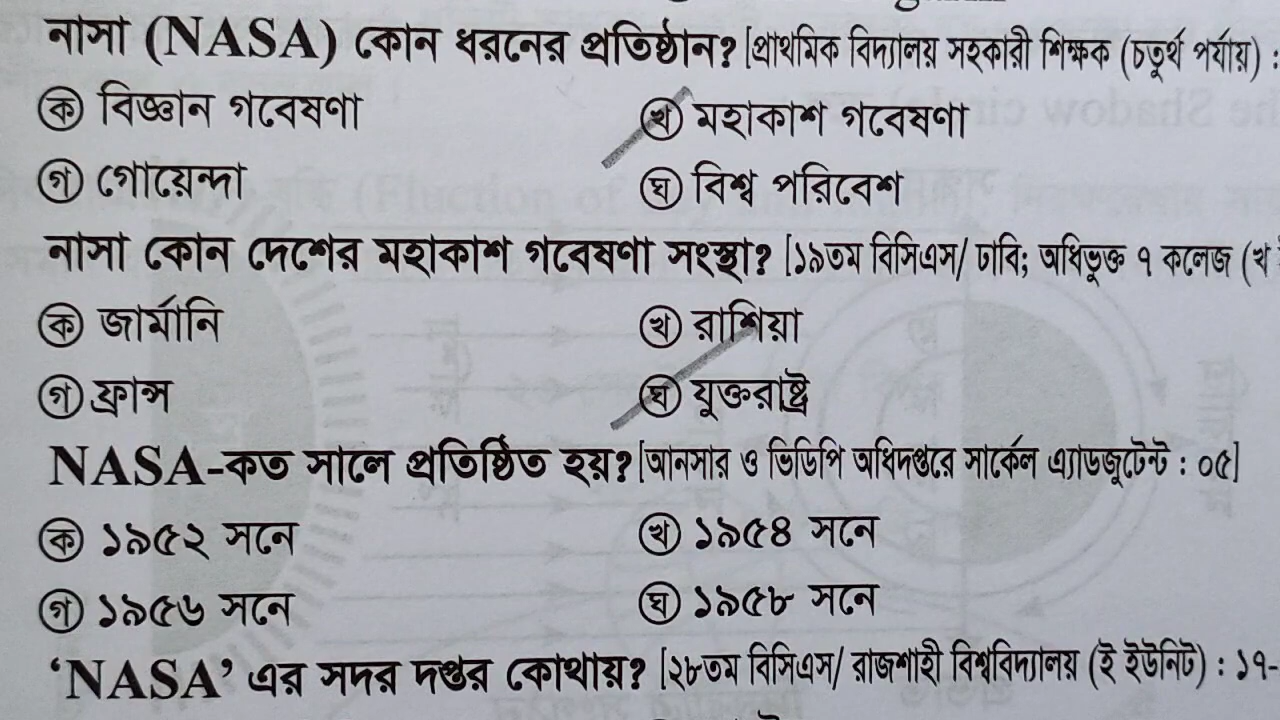 নাসা (NASA) কোন ধরনের প্রতিষ্ঠান? [প্রাথমিক বিদ্যালয় সহকারী শিক্ষক (চতুর্থ পর্যায়) :
ক বিজ্ঞান গবেষণা খ মহাকাশ গবেষণা
গ গোয়েন্দা ঘ বিশ্ব পরিবেশ
নাসা কোন দেশের মহাকাশ গবেষণা সংস্থা? [১৯তম বিসিএস/ ঢাবি; অধিভুক্ত ৭ কলেজ (খ
ক জার্মানি খ রাশিয়া
গ ফ্রান্স ঘ যুক্তরাষ্ট্র
NASA-কত সালে প্রতিষ্ঠিত হয়? [আনসার ও ভিডিপি অধিদপ্তরে সার্কেল এ্যাডজুটেন্ট : ০৫]
ক ১৯৫২ সনে খ ১৯৫৪ সনে
গ ১৯৫৬ সনে ঘ ১৯৫৮ সনে
‘NASA’ এর সদর দপ্তর কোথায়? [২৮তম বিসিএস/ রাজশাহী বিশ্ববিদ্যালয় (ই ইউনিট) : ১৭-